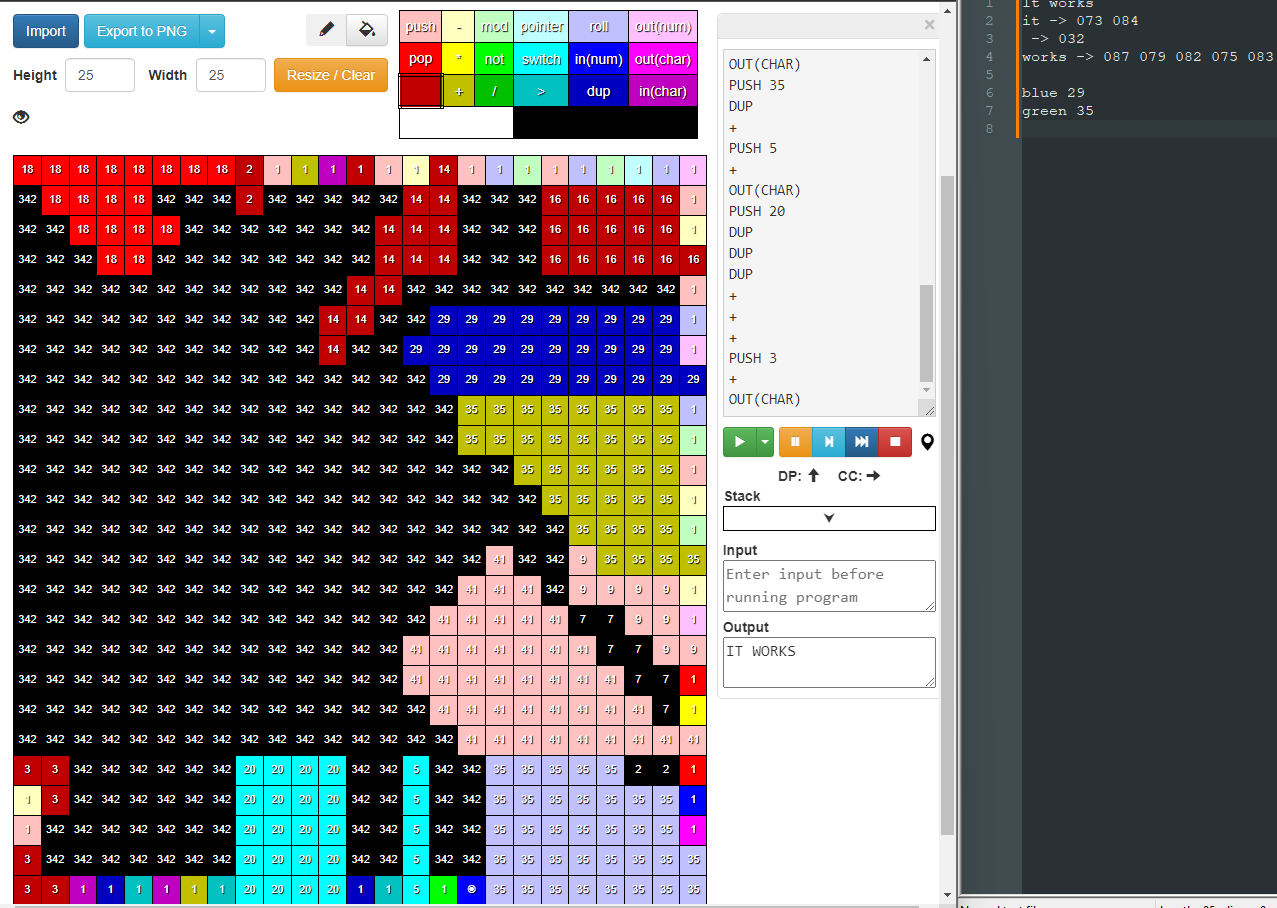 Import
Export to PNG
Height 25 Width 25 Resize / Clear
push - mod pointer roll out(num)
pop * not switch in(num) out(char)
+ / > dup in(char)
18 18 18 18 18 18 18 18 2 1 1 1 1 1 1 14 1 1 1 1 1 1 1 1 1
342 18 18 18 18 342 342 342 2 342 342 342 342 342 14 14 342 342 342 16 16 16 16 16 1
342 342 18 18 18 18 342 342 342 342 342 342 342 14 14 14 342 342 342 16 16 16 16 16 1
342 342 342 18 18 342 342 342 342 342 342 342 342 14 14 14 342 342 342 16 16 16 16 16 16
342 342 342 342 342 342 342 342 342 342 342 342 14 14 342 342 342 342 342 342 342 342 342 342 1
342 342 342 342 342 342 342 342 342 342 342 14 14 342 342 29 29 29 29 29 29 29 29 29 1
342 342 342 342 342 342 342 342 342 342 342 14 342 342 29 29 29 29 29 29 29 29 29 29 1
342 342 342 342 342 342 342 342 342 342 342 342 342 342 342 29 29 29 29 29 29 29 29 29 29
342 342 342 342 342 342 342 342 342 342 342 342 342 342 342 342 35 35 35 35 35 35 35 35 1
342 342 342 342 342 342 342 342 342 342 342 342 342 342 342 342 35 35 35 35 35 35 35 35 1
342 342 342 342 342 342 342 342 342 342 342 342 342 342 342 342 342 342 35 35 35 35 35 35 1
342 342 342 342 342 342 342 342 342 342 342 342 342 342 342 342 342 342 342 35 35 35 35 35 1
342 342 342 342 342 342 342 342 342 342 342 342 342 342 342 342 342 342 342 342 35 35 35 35 1
342 342 342 342 342 342 342 342 342 342 342 342 342 342 342 342 342 41 342 342 9 35 35 35 35
342 342 342 342 342 342 342 342 342 342 342 342 342 342 342 342 41 41 41 342 9 9 9 9 1
342 342 342 342 342 342 342 342 342 342 342 342 342 342 342 41 41 41 41 41 7 7 9 9 1
342 342 342 342 342 342 342 342 342 342 342 342 342 342 41 41 41 41 41 41 41 7 7 9 9
342 342 342 342 342 342 342 342 342 342 342 342 342 342 41 41 41 41 41 41 41 41 7 7 1
342 342 342 342 342 342 342 342 342 342 342 342 342 342 342 41 41 41 41 41 41 41 41 7 1
342 342 342 342 342 342 342 342 342 342 342 342 342 342 342 342 41 41 41 41 41 41 41 41 41
3 3 342 342 342 342 342 342 20 20 20 20 342 342 5 342 342 35 35 35 35 35 2 2 1
1 3 342 342 342 342 342 342 20 20 20 20 342 342 5 342 342 35 35 35 35 35 35 35 1
1 342 342 342 342 342 342 342 20 20 20 20 342 342 5 342 342 35 35 35 35 35 35 35 1
3 342 342 342 342 342 342 342 20 20 20 20 342 342 5 342 342 35 35 35 35 35 35 35 35
3 3 1 1 1 1 1 1 20 20 20 20 1 1 5 1 35 35 35 35 35 35 35 35
×
OUT(CHAR)
PUSH 35
DUP
+
PUSH 5
+
OUT(CHAR)
PUSH 20
DUP
DUP
DUP
+
+
+
PUSH 3
+
OUT(CHAR)
DP: ↑ CC: →
Stack
Input
Enter input before
running program
Output
IT WORKS
1 It works
2 it -> 073 084
3 -> 032
4 works -> 087 079 082 075 083
5
6 blue 29
7 green 35
8